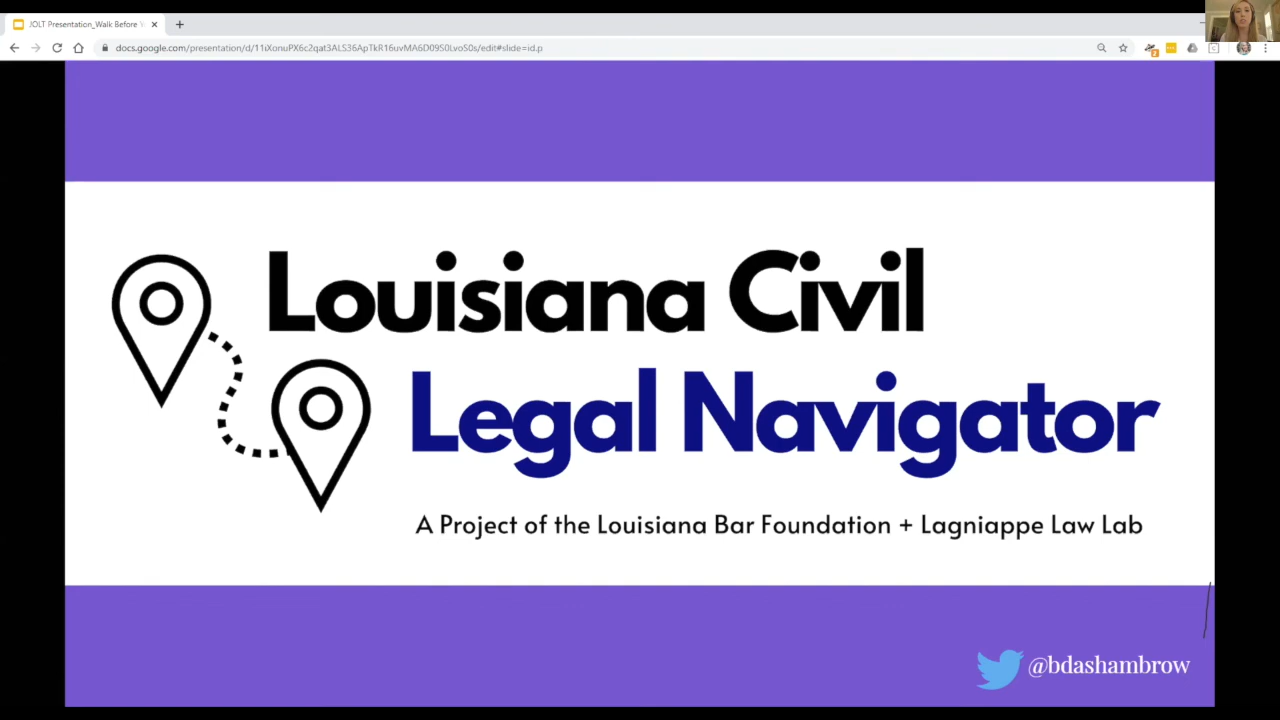 JOLT Presentation_Walk Before
docs.google.com/presentation/d/11iXonuPX6c2qat3ALS36ApTkR16uvMA6D09S0LvoS0s/edit#slide=id.p
Louisiana Civil
Legal Navigator
A Project of the Louisiana Bar Foundation + Lagniappe Law Lab
@bdashambrow